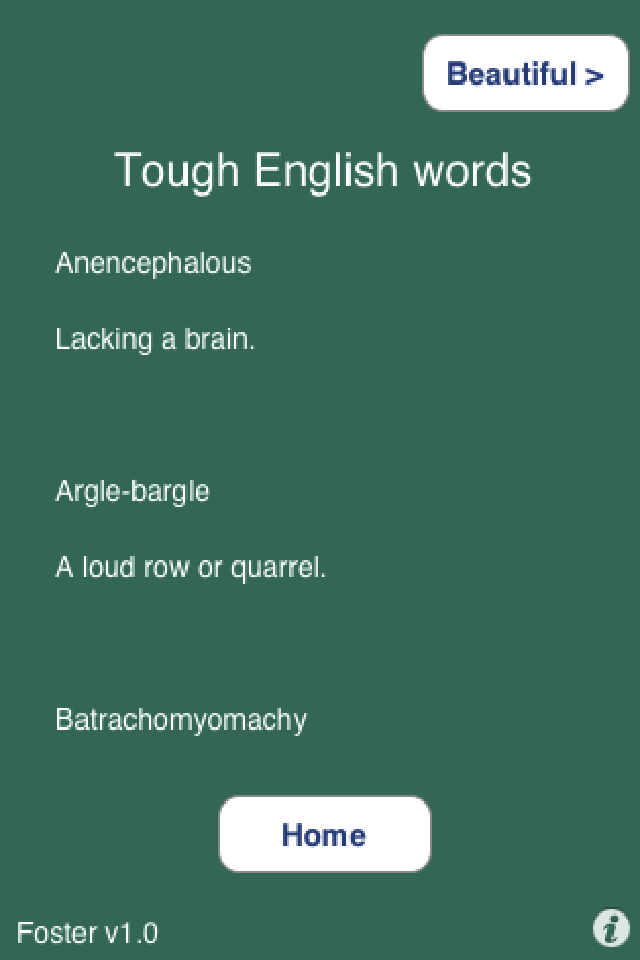 Beautiful >
Tough English words
Anencephalous
Lacking a brain.
Argle-bargle
A loud row or quarrel.
Batrachomyomachy
Home
Foster v1.0
i